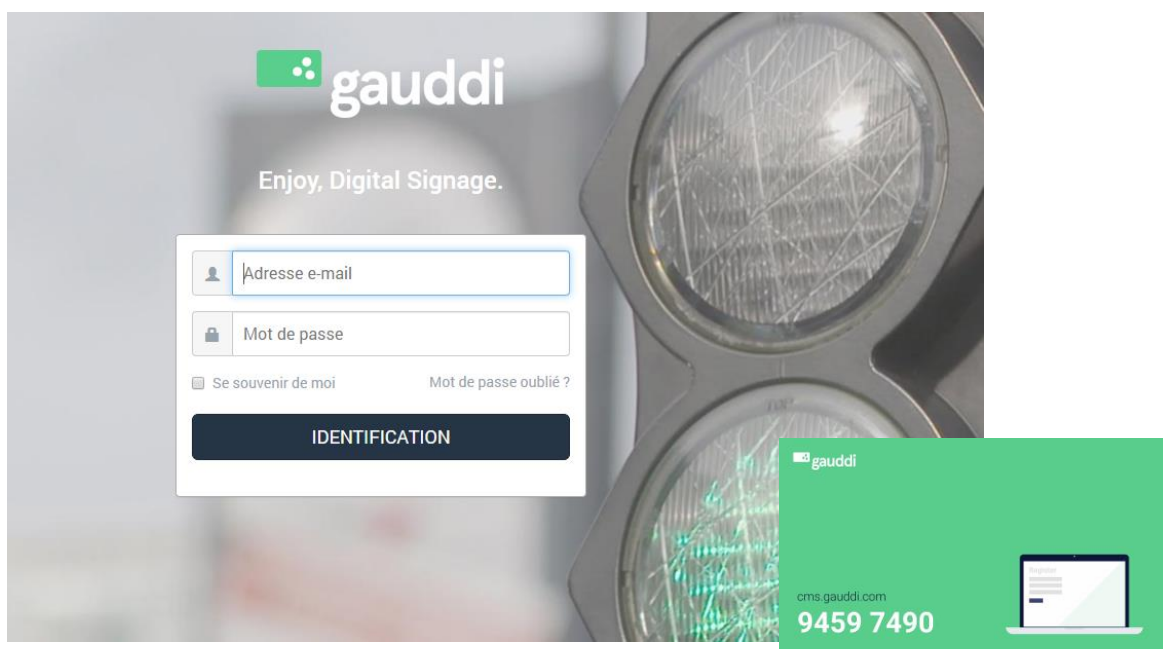 gauddi
Enjoy, Digital Signage.
Adresse e-mail
Mot de passe
Se souvenir de moi
Mot de passe oublié ?
IDENTIFICATION
gauddi
Register
cms.gauddi.com
9459 7490